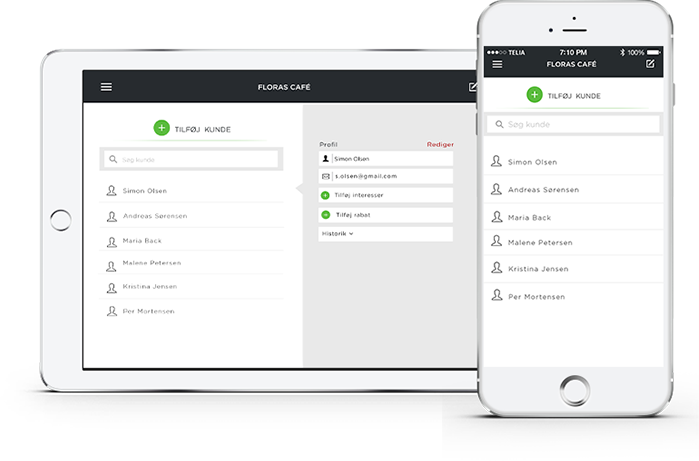 FLORAS CAFÉ
TILFØJ KUNDE
Søg kunde
Simon Olsen
Andreas Sørensen
Maria Back
Malene Petersen
Kristina Jensen
Per Mortensen
Profil Rediger
Simon Olsen
s.olsen@gmail.com
Tilføj interesser
Tilføj rabat
Historik
TELIA 7:10 PM 100%
FLORAS CAFÉ
TILFØJ KUNDE
Søg kunde
Simon Olsen
Andreas Sørensen
Maria Back
Malene Petersen
Kristina Jensen
Per Mortensen